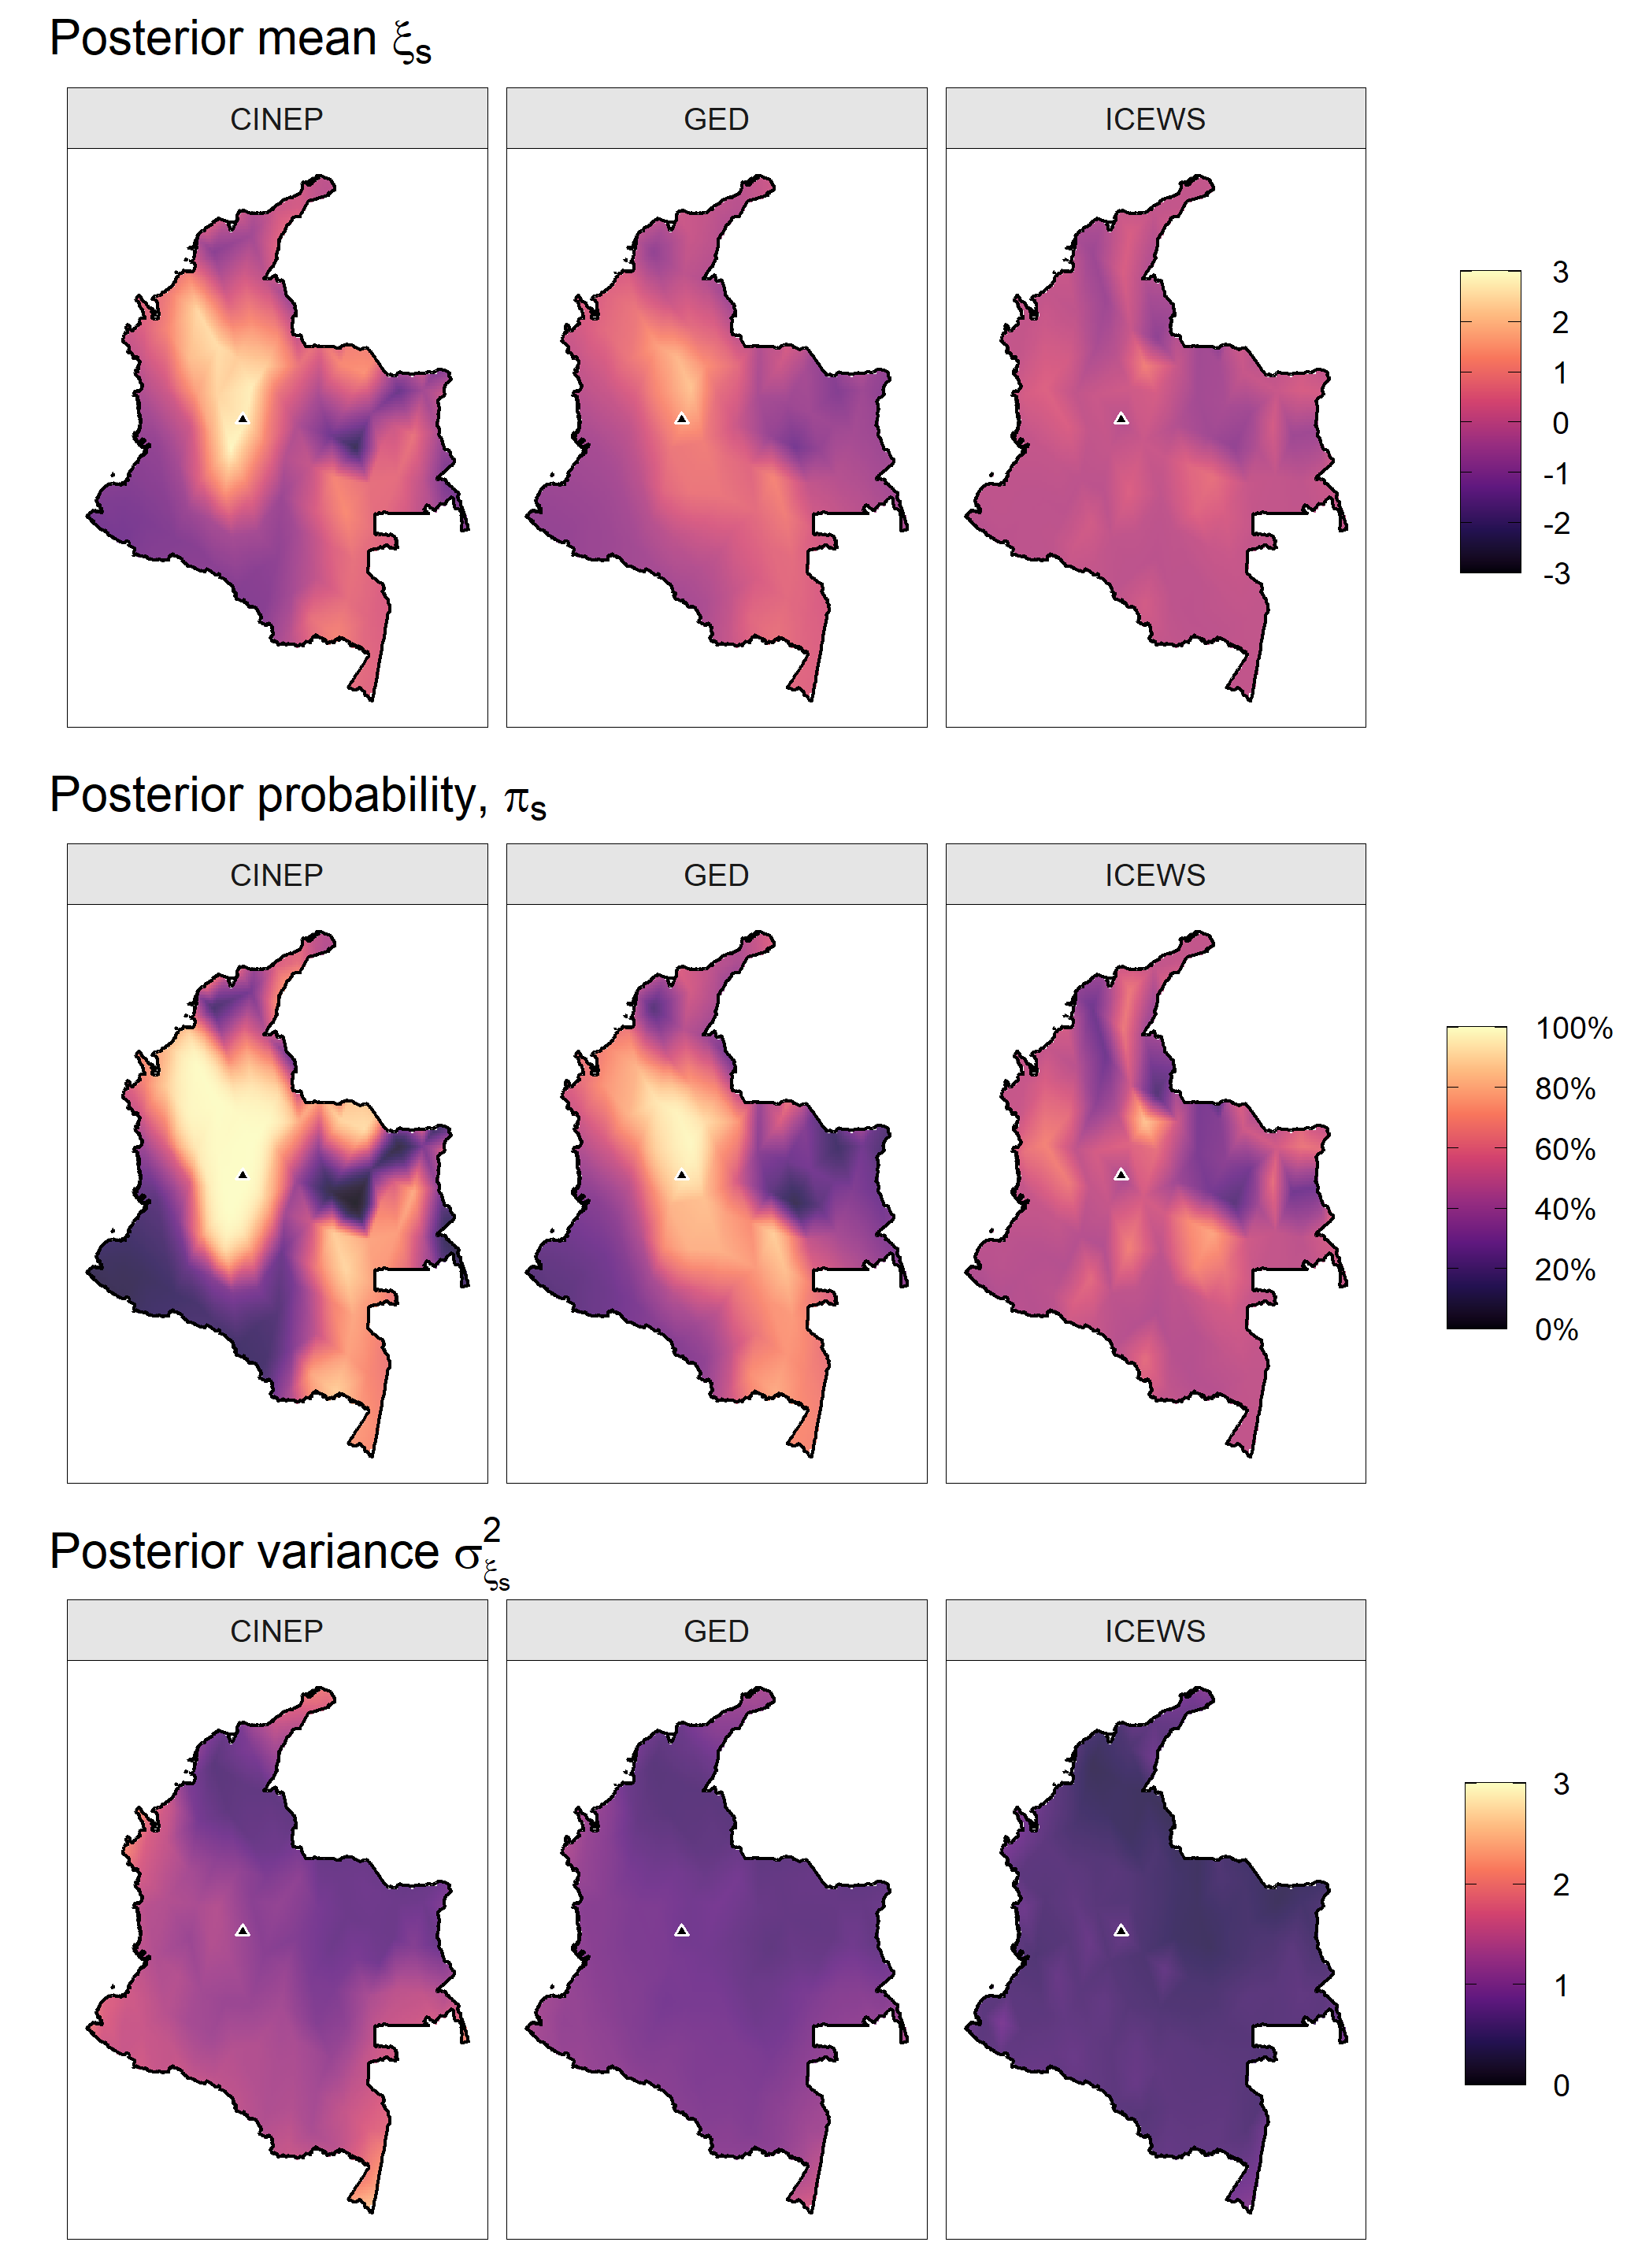 Posterior mean ξs
CINEP GED ICEWS
3
2
1
0
-1
-2
-3
Posterior probability, πs
CINEP GED ICEWS
100%
80%
60%
40%
20%
0%
Posterior variance σ²ξs
CINEP GED ICEWS
3
2
1
0